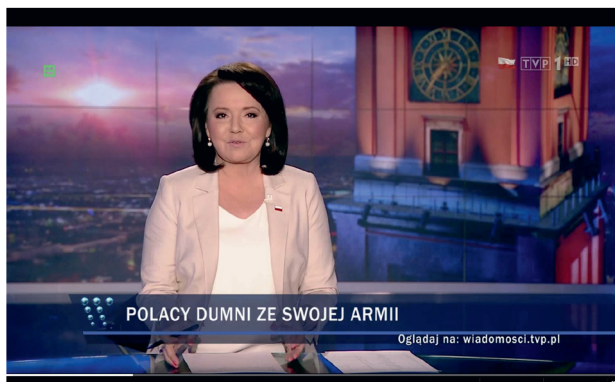 TVP 1 HD
POLACY DUMNI ZE SWOJEJ ARMII
Oglądaj na: wiadomosci.tvp.pl